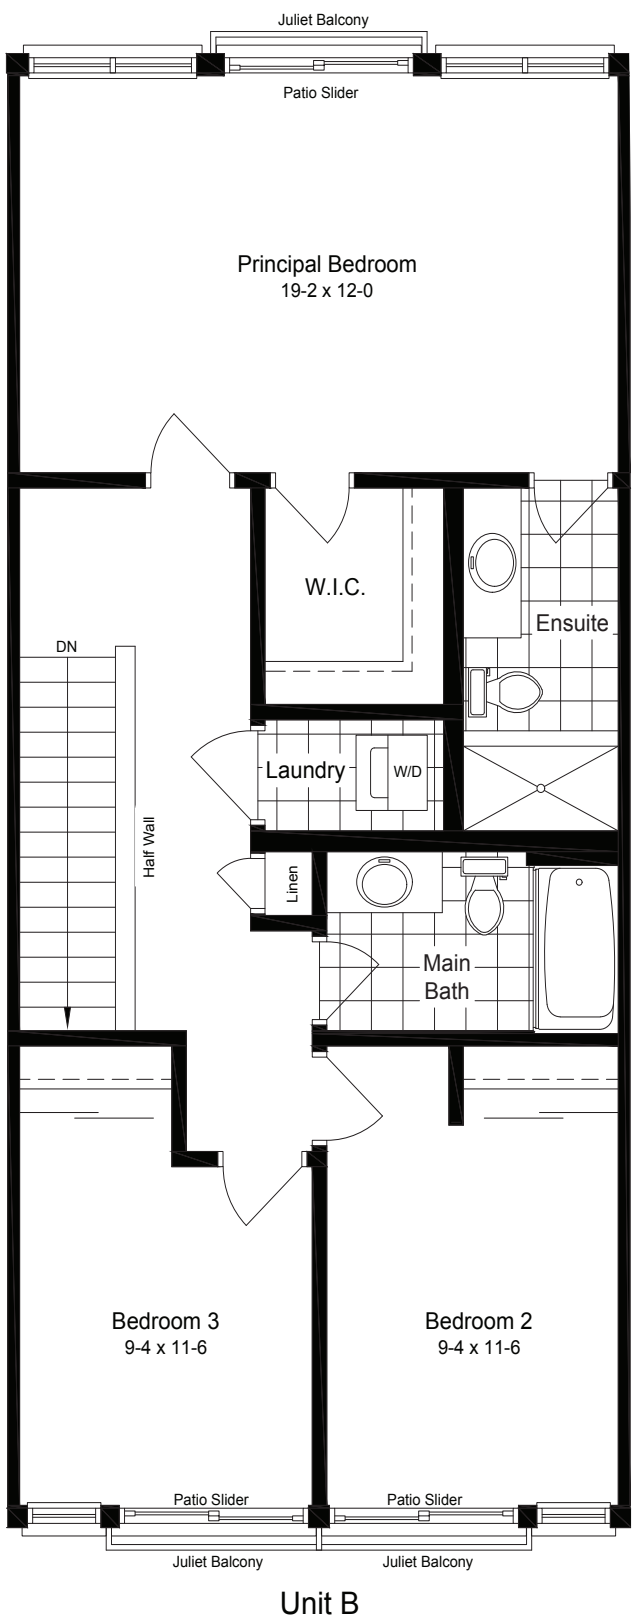 Juliet Balcony
Patio Slider
Principal Bedroom
19-2 x 12-0
W.I.C.
Ensuite
DN
Laundry
W/D
Half Wall
Linen
Main
Bath
Bedroom 3
9-4 x 11-6
Bedroom 2
9-4 x 11-6
Patio Slider
Patio Slider
Juliet Balcony
Juliet Balcony
Unit B